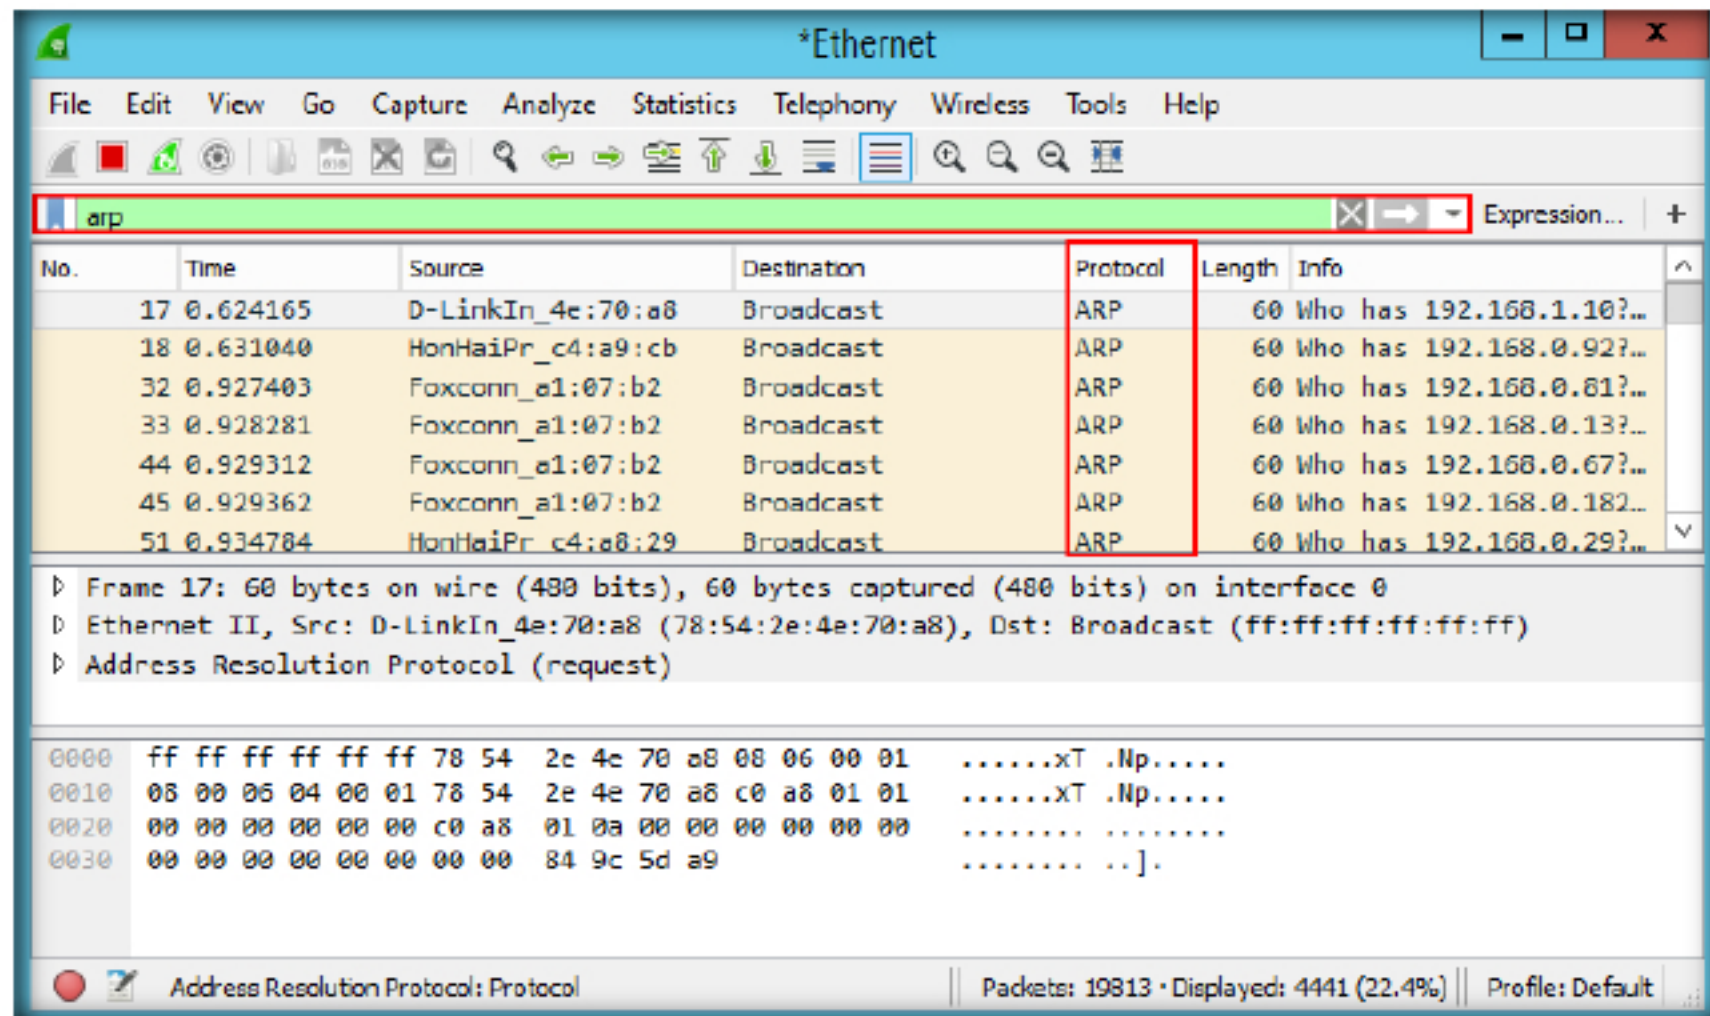 *Ethernet
File Edit View Go Capture Analyze Statistics Telephony Wireless Tools Help
arp Expression... +
No. Time Source Destination Protocol Length Info
17 0.624165 D-LinkIn_4e:70:a8 Broadcast ARP 60 Who has 192.168.1.10?…
18 0.631040 HonHaiPr_c4:a9:cb Broadcast ARP 60 Who has 192.168.0.92?…
32 0.927403 Foxconn_a1:07:b2 Broadcast ARP 60 Who has 192.168.0.81?…
33 0.928281 Foxconn_a1:07:b2 Broadcast ARP 60 Who has 192.168.0.13?…
44 0.929312 Foxconn_a1:07:b2 Broadcast ARP 60 Who has 192.168.0.67?…
45 0.929362 Foxconn_a1:07:b2 Broadcast ARP 60 Who has 192.168.0.182…
51 0.934784 HonHaiPr_c4:a8:29 Broadcast ARP 60 Who has 192.168.0.29?…
Frame 17: 60 bytes on wire (480 bits), 60 bytes captured (480 bits) on interface 0
Ethernet II, Src: D-LinkIn_4e:70:a8 (78:54:2e:4e:70:a8), Dst: Broadcast (ff:ff:ff:ff:ff:ff)
Address Resolution Protocol (request)
0000 ff ff ff ff ff ff 78 54 2e 4e 70 a8 08 06 00 01 ......xT .Np.....
0010 08 00 06 04 00 01 78 54 2e 4e 70 a8 c0 a8 01 01 ......xT .Np.....
0020 00 00 00 00 00 00 c0 a8 01 0a 00 00 00 00 00 00 ........ ........
0030 00 00 00 00 00 00 00 00 84 9c 5d a9 ........ ..].
Address Resolution Protocol: Protocol Packets: 19813 · Displayed: 4441 (22.4%) Profile: Default